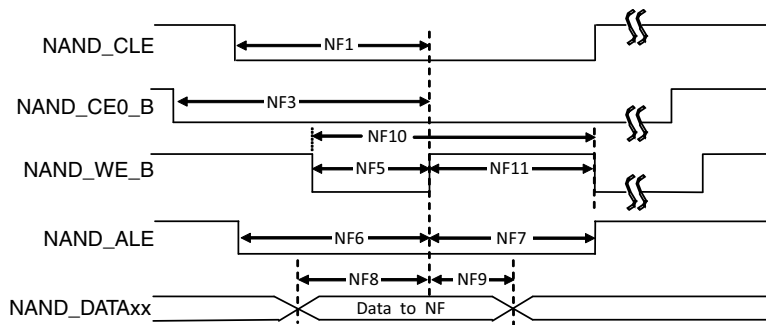 NAND_CLE
NF1
NAND_CE0_B
NF3
NF10
NAND_WE_B
NF5
NF11
NAND_ALE
NF6
NF7
NF8
NF9
NAND_DATAxx
Data to NF